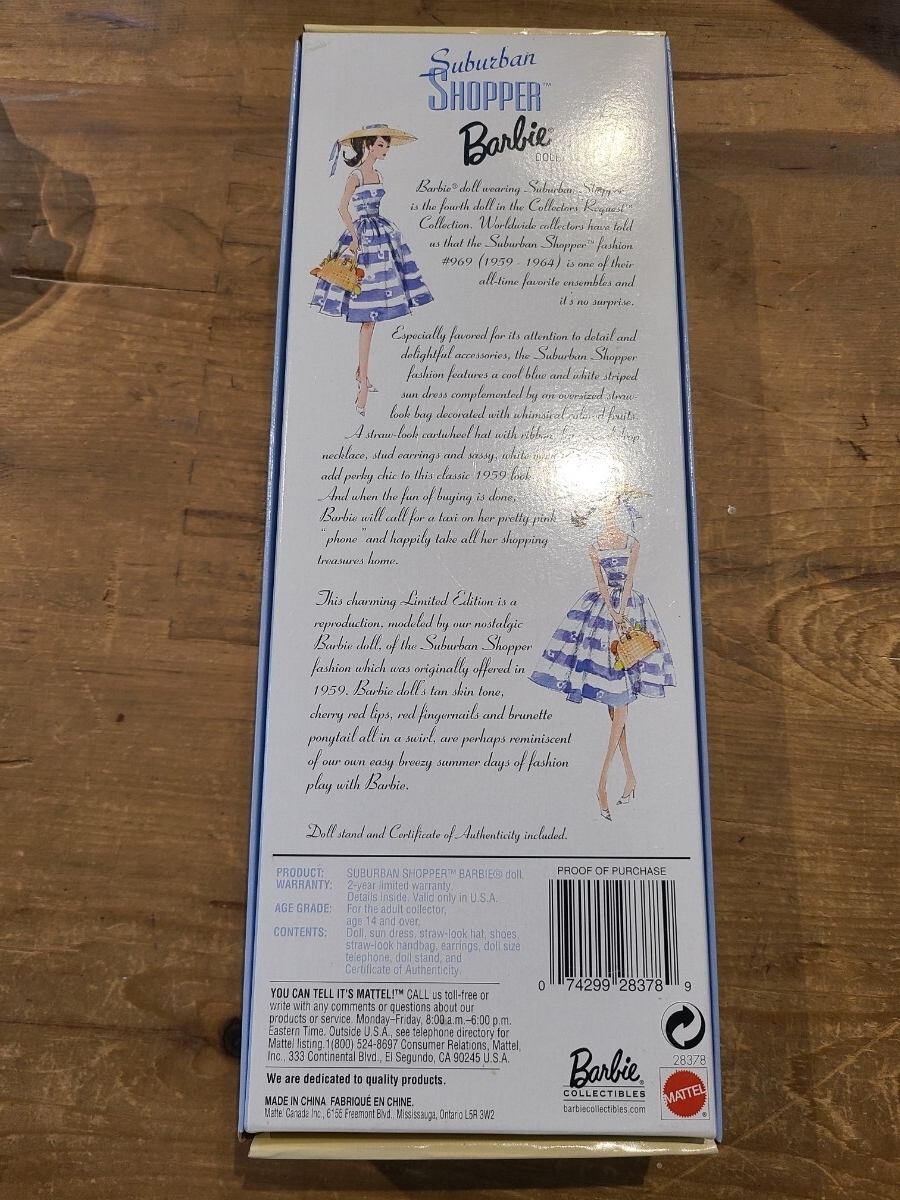 Suburban
SHOPPER™
Barbie®
DOLL
Barbie® doll wearing Suburban Shopper
is the fourth doll in the Collectors Request™
Collection. Worldwide collectors have told
us that the Suburban Shopper™ fashion
#969 (1959 - 1964) is one of their
all-time favorite ensembles and
it's no surprise.
Especially favored for its attention to detail and
delightful accessories, the Suburban Shopper
fashion features a cool blue and white striped
sun dress complemented by an oversized straw-
look bag decorated with whimsical colored fruits.
A straw-look cartwheel hat with ribbon drop
necklace, stud earrings and sassy, white
add perky chic to this classic 1959 look.
And when the fun of buying is done,
Barbie will call for a taxi on her pretty pink
"phone" and happily take all her shopping
treasures home.
This charming Limited Edition is a
reproduction, modeled by our nostalgic
Barbie doll, of the Suburban Shopper
fashion which was originally offered in
1959. Barbie doll's tan skin tone,
cherry red lips, red fingernails and brunette
ponytail all in a swirl, are perhaps reminiscent
of our own easy breezy summer days of fashion
play with Barbie.
Doll stand and Certificate of Authenticity included.
PRODUCT: SUBURBAN SHOPPER™ BARBIE® doll.
WARRANTY: 2-year limited warranty.
Details inside. Valid only in U.S.A.
AGE GRADE: For the adult collector,
age 14 and over.
CONTENTS: Doll, sun dress, straw-look hat, shoes,
straw-look handbag, earrings, doll size
telephone, doll stand, and
Certificate of Authenticity.
PROOF OF PURCHASE
0 74299 28378 9
YOU CAN TELL IT'S MATTEL!™ CALL us toll-free or
write with any comments or questions about our
products or service. Monday–Friday, 8:00 a.m.–6:00 p.m.
Eastern Time. Outside U.S.A., see telephone directory for
Mattel listing.1(800) 524-8697 Consumer Relations, Mattel,
Inc., 333 Continental Blvd., El Segundo, CA 90245 U.S.A.
We are dedicated to quality products.
MADE IN CHINA FABRIQUÉ EN CHINE.
Mattel Canada Inc., 6155 Freemont Blvd., Mississauga, Ontario L5R 3W2
Barbie®
COLLECTIBLES
barbiecollectibles.com
28378
MATTEL®